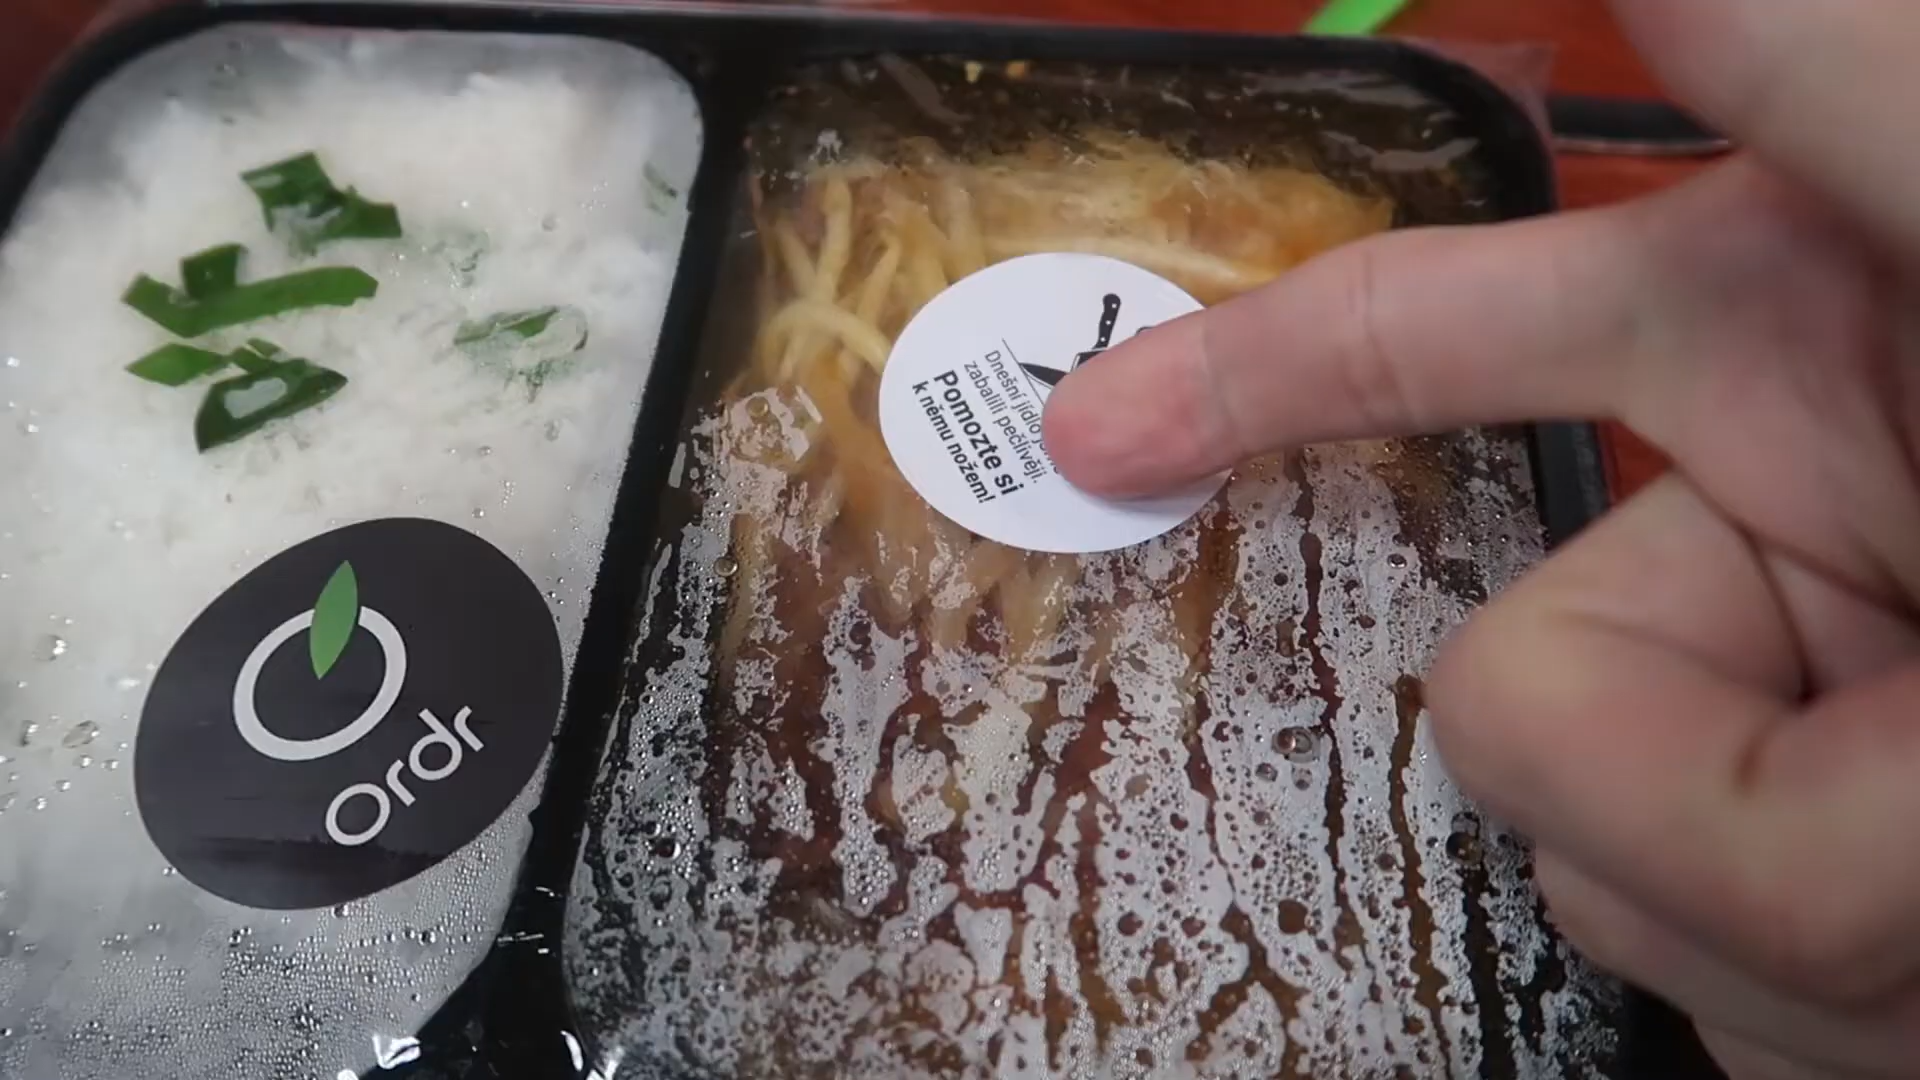 Dnešní jídlo
zabalili pečlivěji.
Pomozte si
k němu nožem!
Ordr